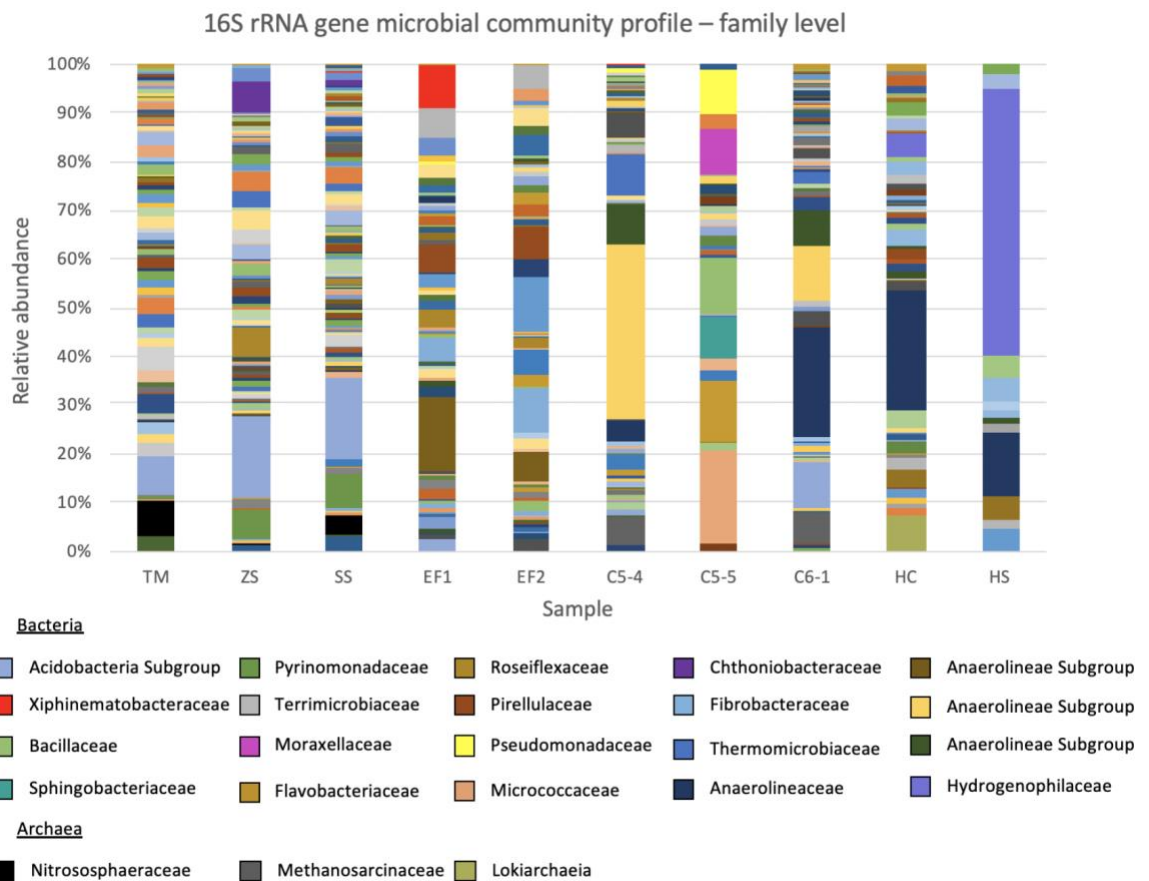 16S rRNA gene microbial community profile – family level
100%
90%
80%
70%
60%
50%
40%
30%
20%
10%
0%
Relative abundance
TM ZS SS EF1 EF2 C5-4 C5-5 C6-1 HC HS
Sample
Bacteria
Acidobacteria Subgroup Pyrinomonadaceae Roseiflexaceae Chthoniobacteraceae Anaerolineae Subgroup
Xiphinematobacteraceae Terrimicrobiaceae Pirellulaceae Fibrobacteraceae Anaerolineae Subgroup
Bacillaceae Moraxellaceae Pseudomonadaceae Thermomicrobiaceae Anaerolineae Subgroup
Sphingobacteriaceae Flavobacteriaceae Micrococcaceae Anaerolineaceae Hydrogenophilaceae
Archaea
Nitrososphaeraceae Methanosarcinaceae Lokiarchaeia